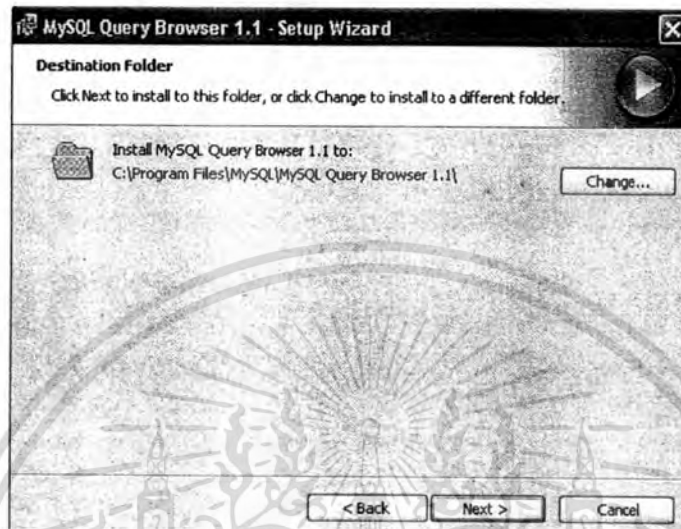 MySQL Query Browser 1.1 - Setup Wizard
Destination Folder
Click Next to install to this folder, or click Change to install to a different folder.
Install MySQL Query Browser 1.1 to:
C:\Program Files\MySQL\MySQL Query Browser 1.1\
Change...
< Back
Next >
Cancel